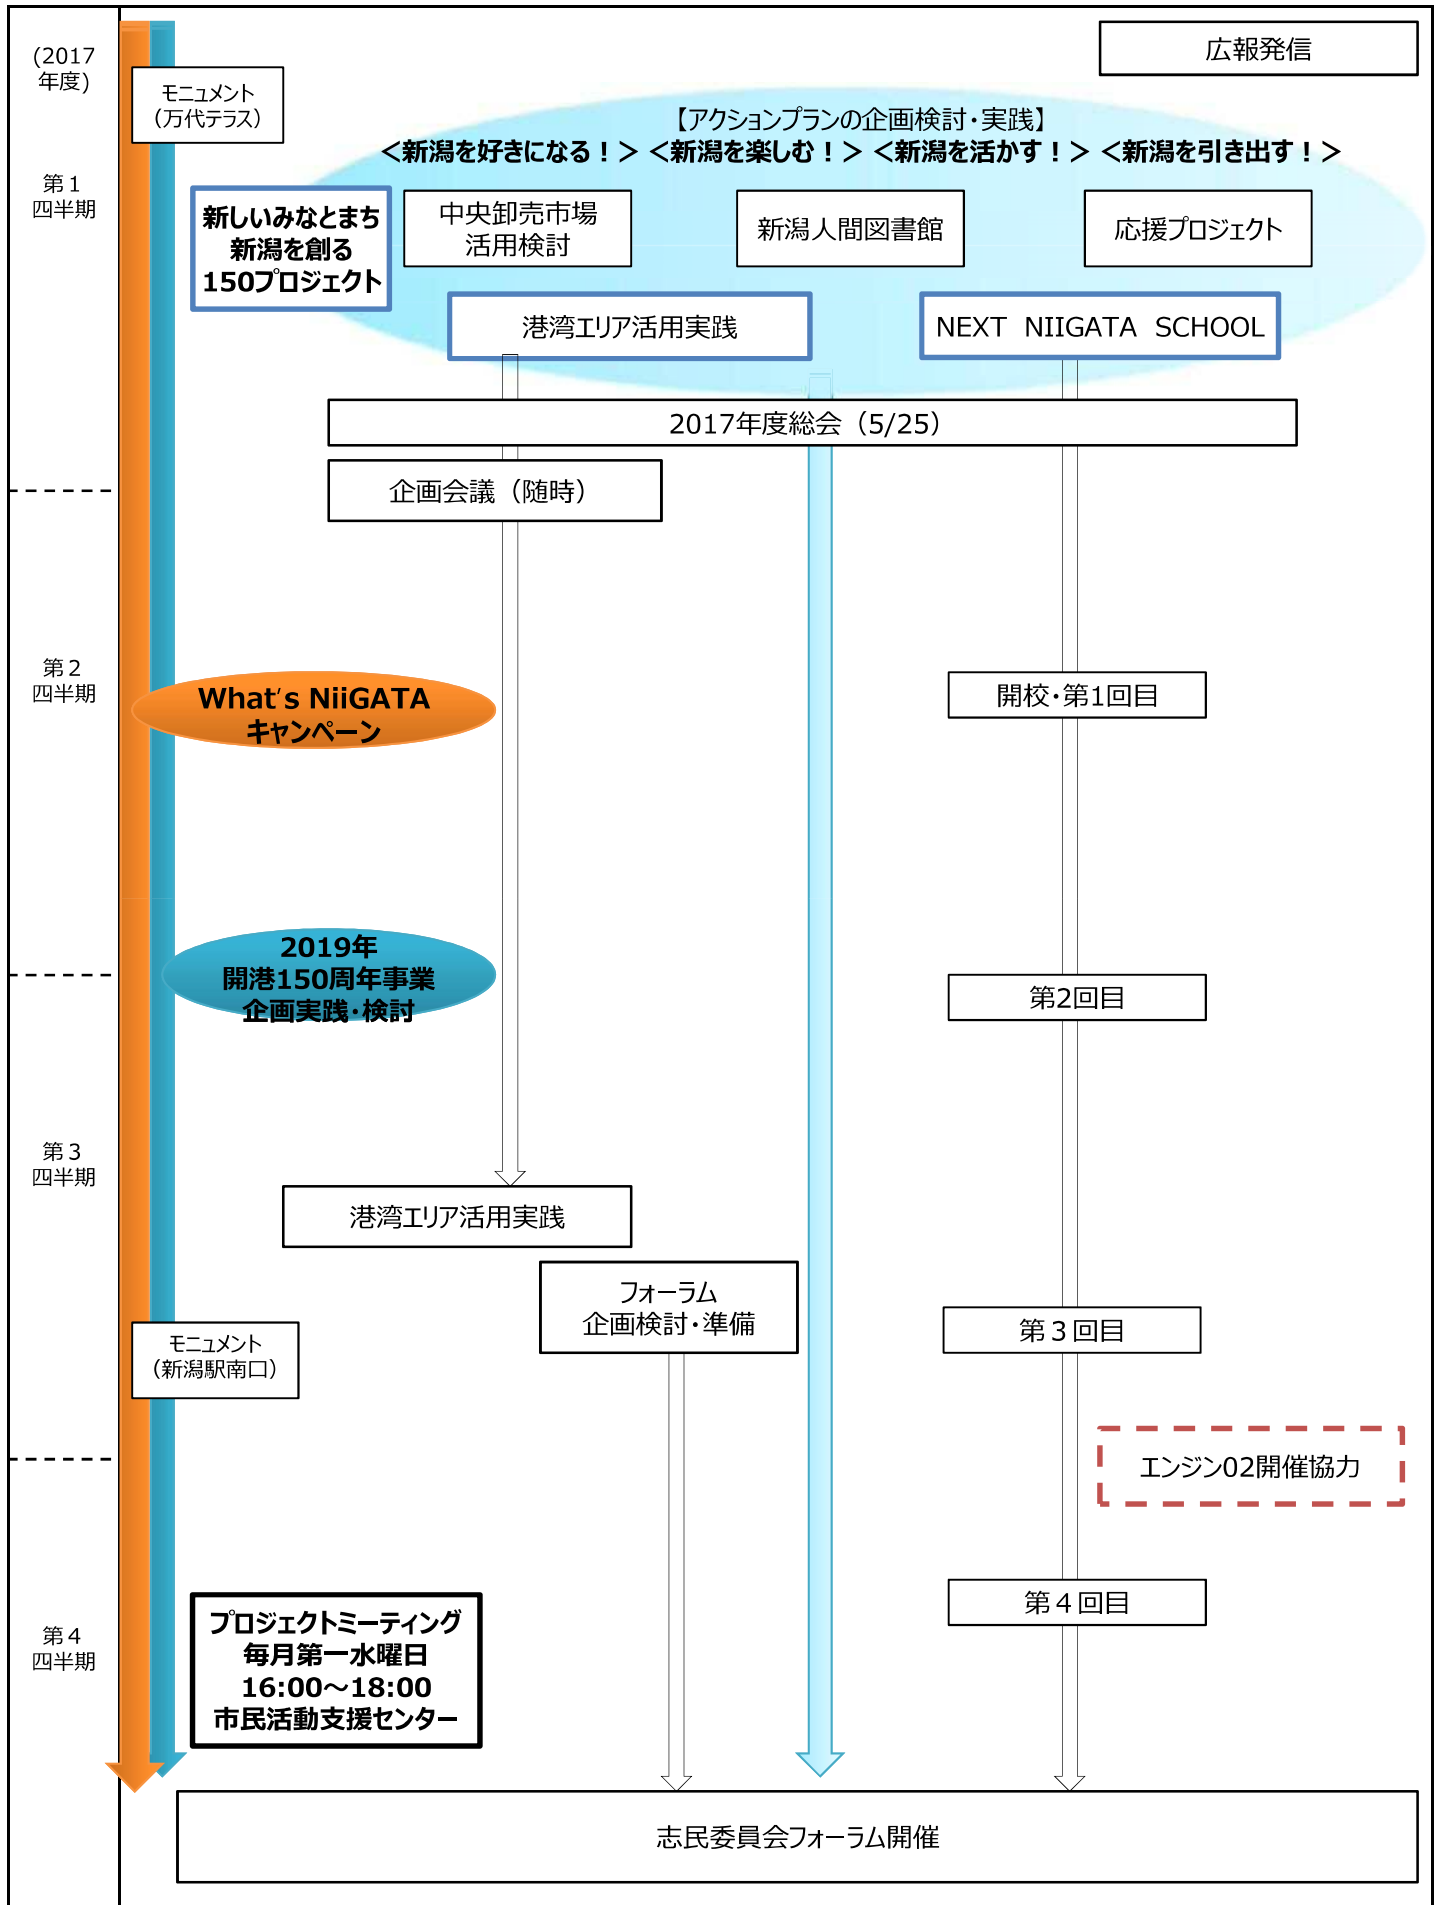 (2017
年度)
広報発信
モニュメント
（万代テラス）
【アクションプランの企画検討・実践】
＜新潟を好きになる！＞＜新潟を楽しむ！＞＜新潟を活かす！＞＜新潟を引き出す！＞
第１
四半期
新しいみなとまち
新潟を創る
150プロジェクト
中央卸売市場
活用検討
新潟人間図書館
応援プロジェクト
港湾エリア活用実践
NEXT　NIIGATA　SCHOOL
2017年度総会（5/25）
企画会議（随時）
第２
四半期
What's NiiGATA
キャンペーン
開校・第1回目
2019年
開港150周年事業
企画実践・検討
第2回目
第３
四半期
港湾エリア活用実践
フォーラム
企画検討・準備
第３回目
モニュメント
（新潟駅南口）
エンジン02開催協力
第４回目
第４
四半期
プロジェクトミーティング
毎月第一水曜日
16:00～18:00
市民活動支援センター
志民委員会フォーラム開催